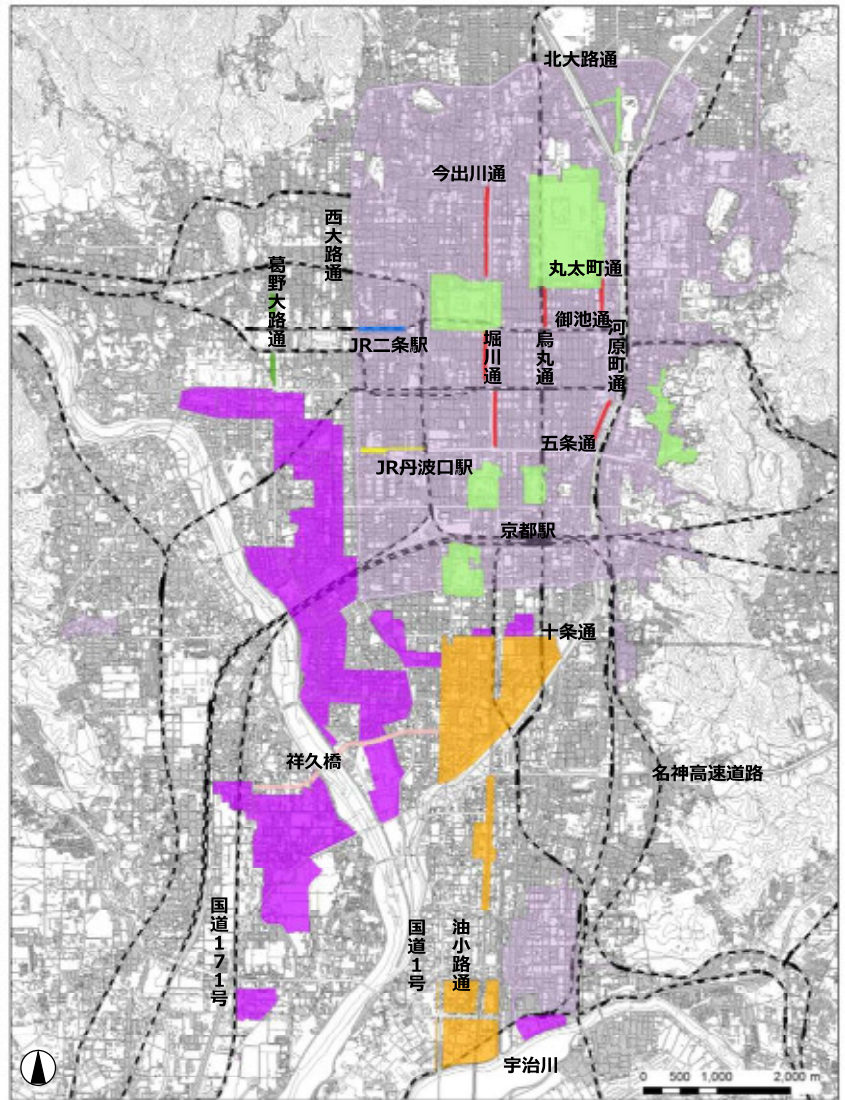 北大路通
今出川通
西大路通
葛野大路通
丸太町通
御池通
河原町通
JR二条駅
堀川通
烏丸通
五条通
JR丹波口駅
京都駅
十条通
祥久橋
名神高速道路
国道171号
国道1号
油小路通
宇治川
0 500 1,000 2,000 m